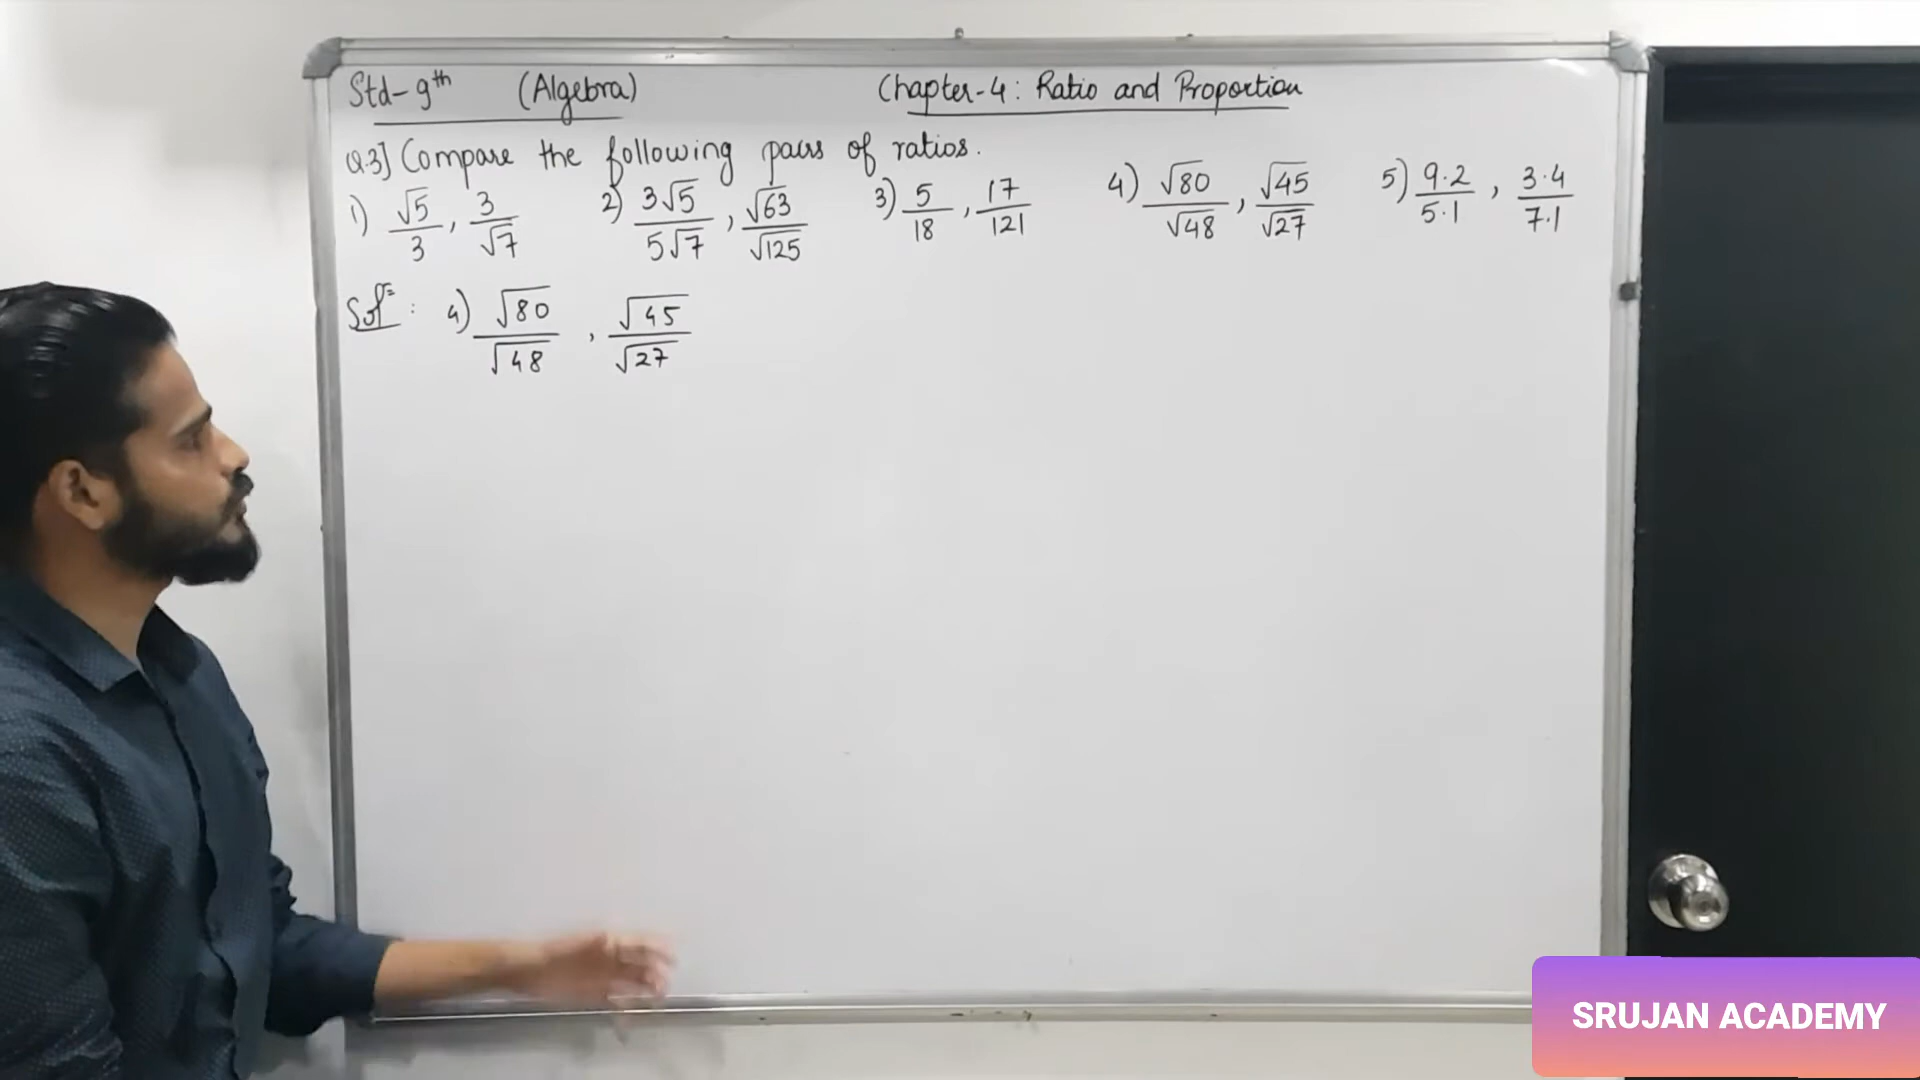 Std-9th (Algebra) Chapter-4: Ratio and Proportion
Q.3] Compare the following pairs of ratios.
1) √5/3, 3/√7 2) 3√5/5√7, √63/√125 3) 5/18, 17/121 4) √80/√48, √45/√27 5) 9.2/5.1, 3.4/7.1
Solⁿ: 4) √80/√48, √45/√27
SRUJAN ACADEMY